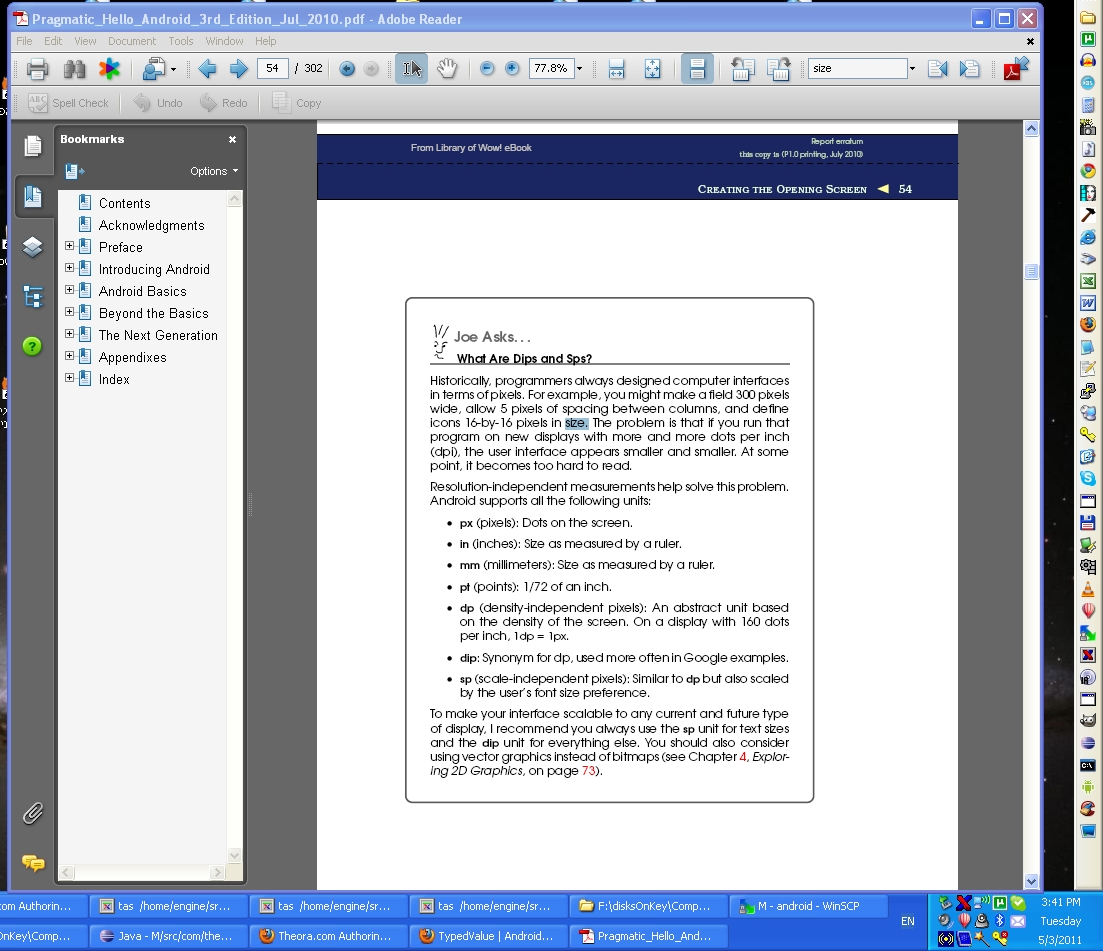 Pragmatic_Hello_Android_3rd_Edition_Jul_2010.pdf - Adobe Reader
File Edit View Document Tools Window Help
54 / 302 77.8% size
Spell Check Undo Redo Copy
Bookmarks
Options
Contents
Acknowledgments
Preface
Introducing Android
Android Basics
Beyond the Basics
The Next Generation
Appendixes
Index
From Library of Wow! eBook
Report erratum
this copy is (P1.0 printing, July 2010)
CREATING THE OPENING SCREEN 54
Joe Asks...
What Are Dips and Sps?
Historically, programmers always designed computer interfaces
in terms of pixels. For example, you might make a field 300 pixels
wide, allow 5 pixels of spacing between columns, and define
icons 16-by-16 pixels in size. The problem is that if you run that
program on new displays with more and more dots per inch
(dpi), the user interface appears smaller and smaller. At some
point, it becomes too hard to read.
Resolution-independent measurements help solve this problem.
Android supports all the following units:
• px (pixels): Dots on the screen.
• in (inches): Size as measured by a ruler.
• mm (millimeters): Size as measured by a ruler.
• pt (points): 1/72 of an inch.
• dp (density-independent pixels): An abstract unit based
on the density of the screen. On a display with 160 dots
per inch, 1dp = 1px.
• dip: Synonym for dp, used more often in Google examples.
• sp (scale-independent pixels): Similar to dp but also scaled
by the user's font size preference.
To make your interface scalable to any current and future type
of display, I recommend you always use the sp unit for text sizes
and the dip unit for everything else. You should also consider
using vector graphics instead of bitmaps (see Chapter 4, Explor-
ing 2D Graphics, on page 73).
com Authorin... tas /home/engine/sr... tas /home/engine/sr... tas /home/engine/sr... F:\disksOnKey\Comp... M - android - WinSCP
OnKey\Comp... Java - M/src/com/the... Theora.com Authorin... TypedValue | Android... Pragmatic_Hello_And...
EN
3:41 PM
Tuesday
5/3/2011